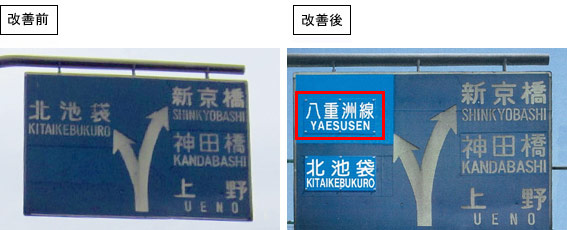 改善前
北池袋
KITAIKEBUKURO
新京橋
SHINKYOBASHI
神田橋
KANDABASHI
上野
UENO
改善後
八重洲線
YAESUSEN
北池袋
KITAIKEBUKURO
新京橋
SHINKYOBASHI
神田橋
KANDABASHI
上野
UENO